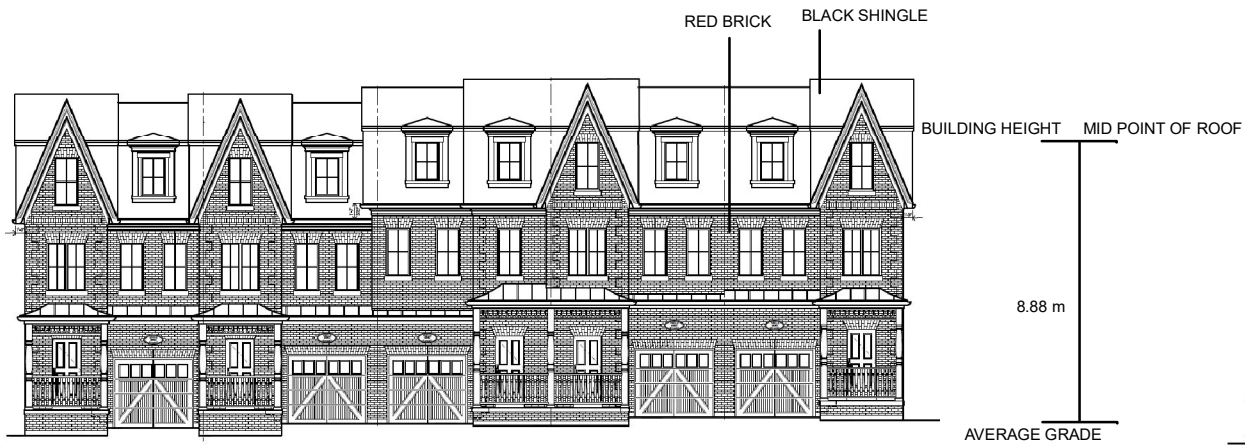 BLACK SHINGLE
RED BRICK
BUILDING HEIGHT MID POINT OF ROOF
8.88 m
AVERAGE GRADE